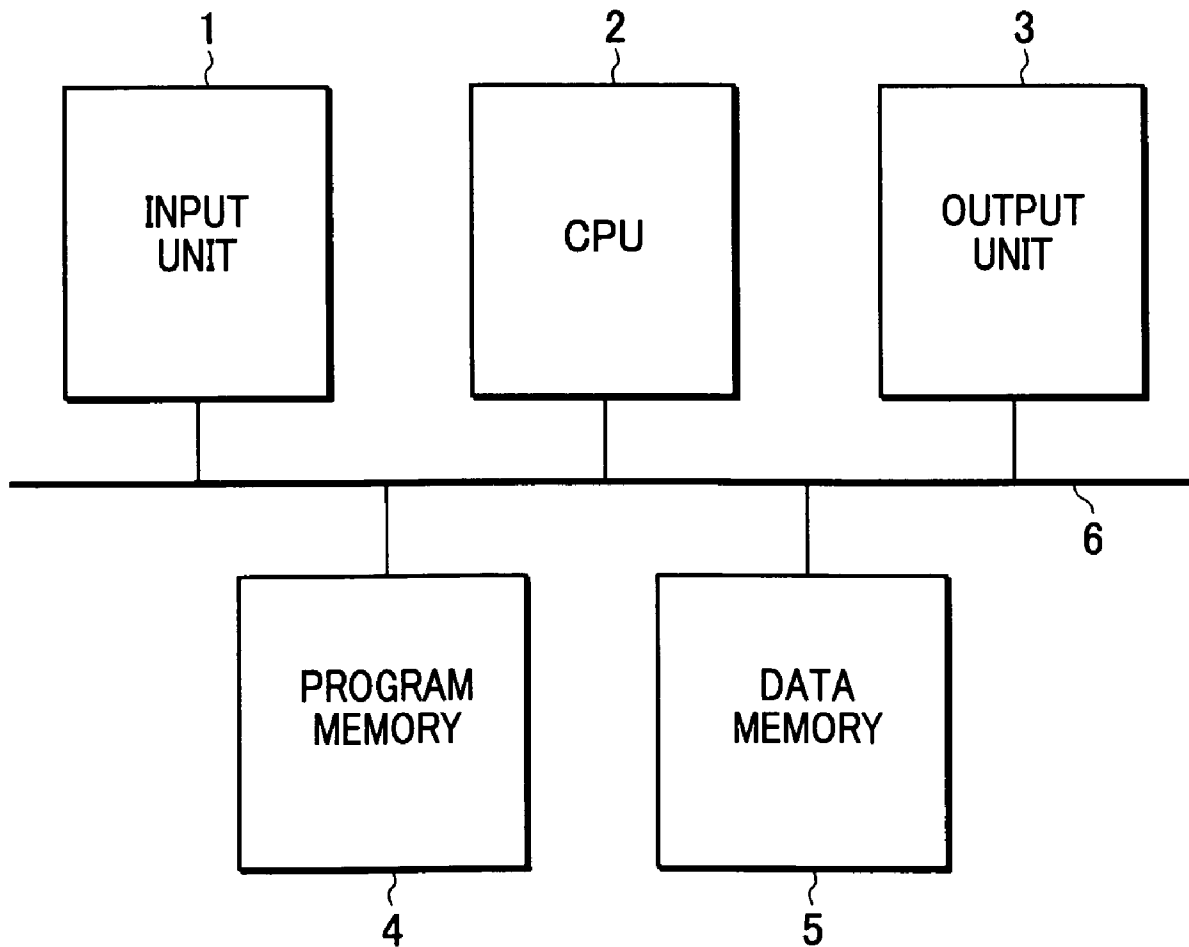 1
2
3
INPUT
UNIT
CPU
OUTPUT
UNIT
6
PROGRAM
MEMORY
DATA
MEMORY
4
5